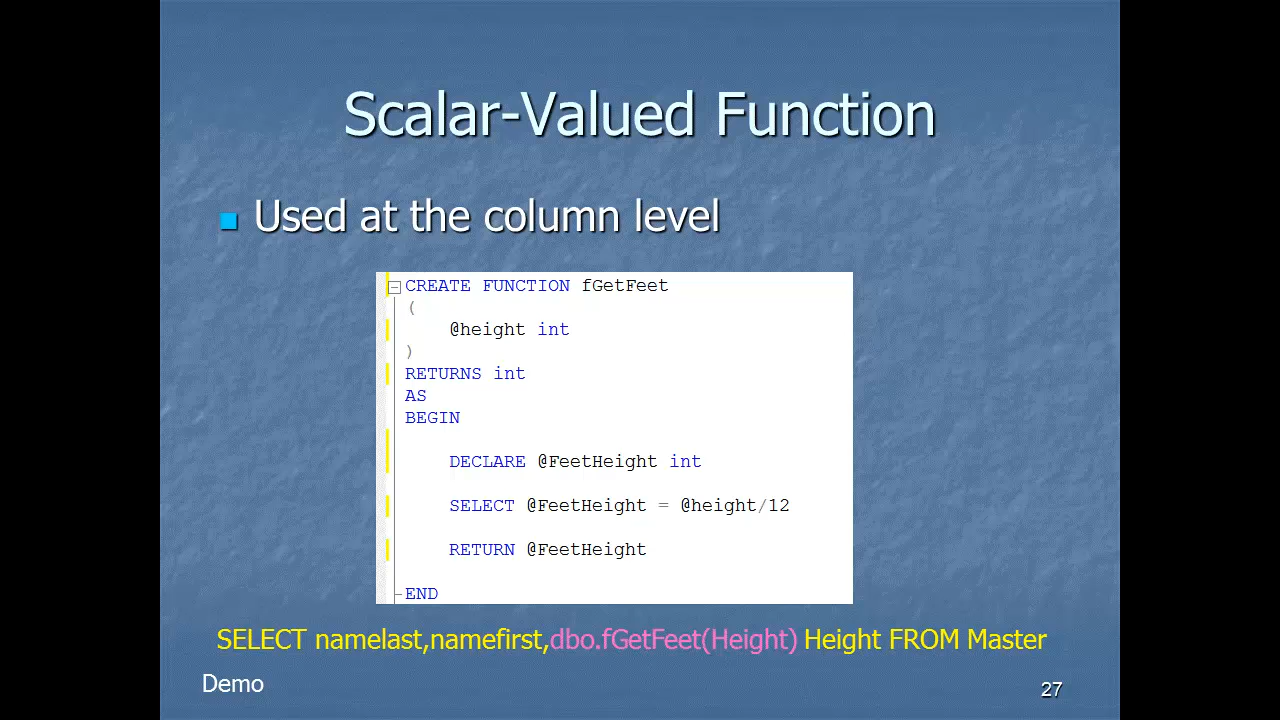 Scalar-Valued Function
Used at the column level
CREATE FUNCTION fGetFeet
(
@height int
)
RETURNS int
AS
BEGIN
DECLARE @FeetHeight int
SELECT @FeetHeight = @height/12
RETURN @FeetHeight
END
SELECT namelast,namefirst,dbo.fGetFeet(Height) Height FROM Master
Demo
27